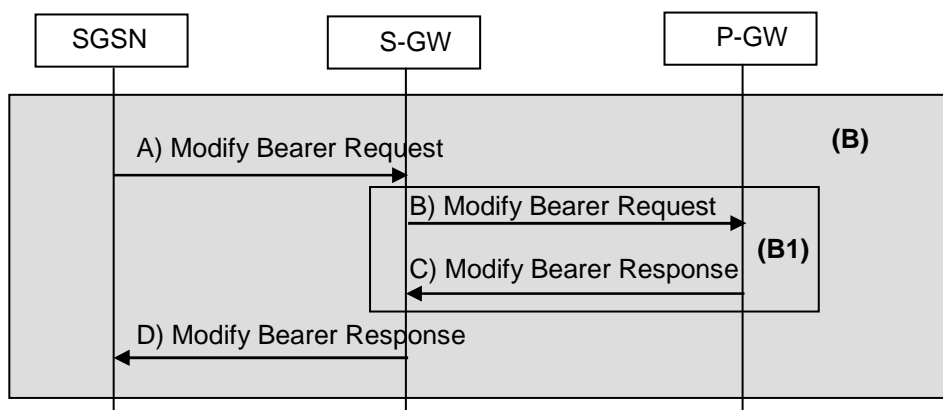 SGSN
S-GW
P-GW
(B)
A) Modify Bearer Request
B) Modify Bearer Request
(B1)
C) Modify Bearer Response
D) Modify Bearer Response